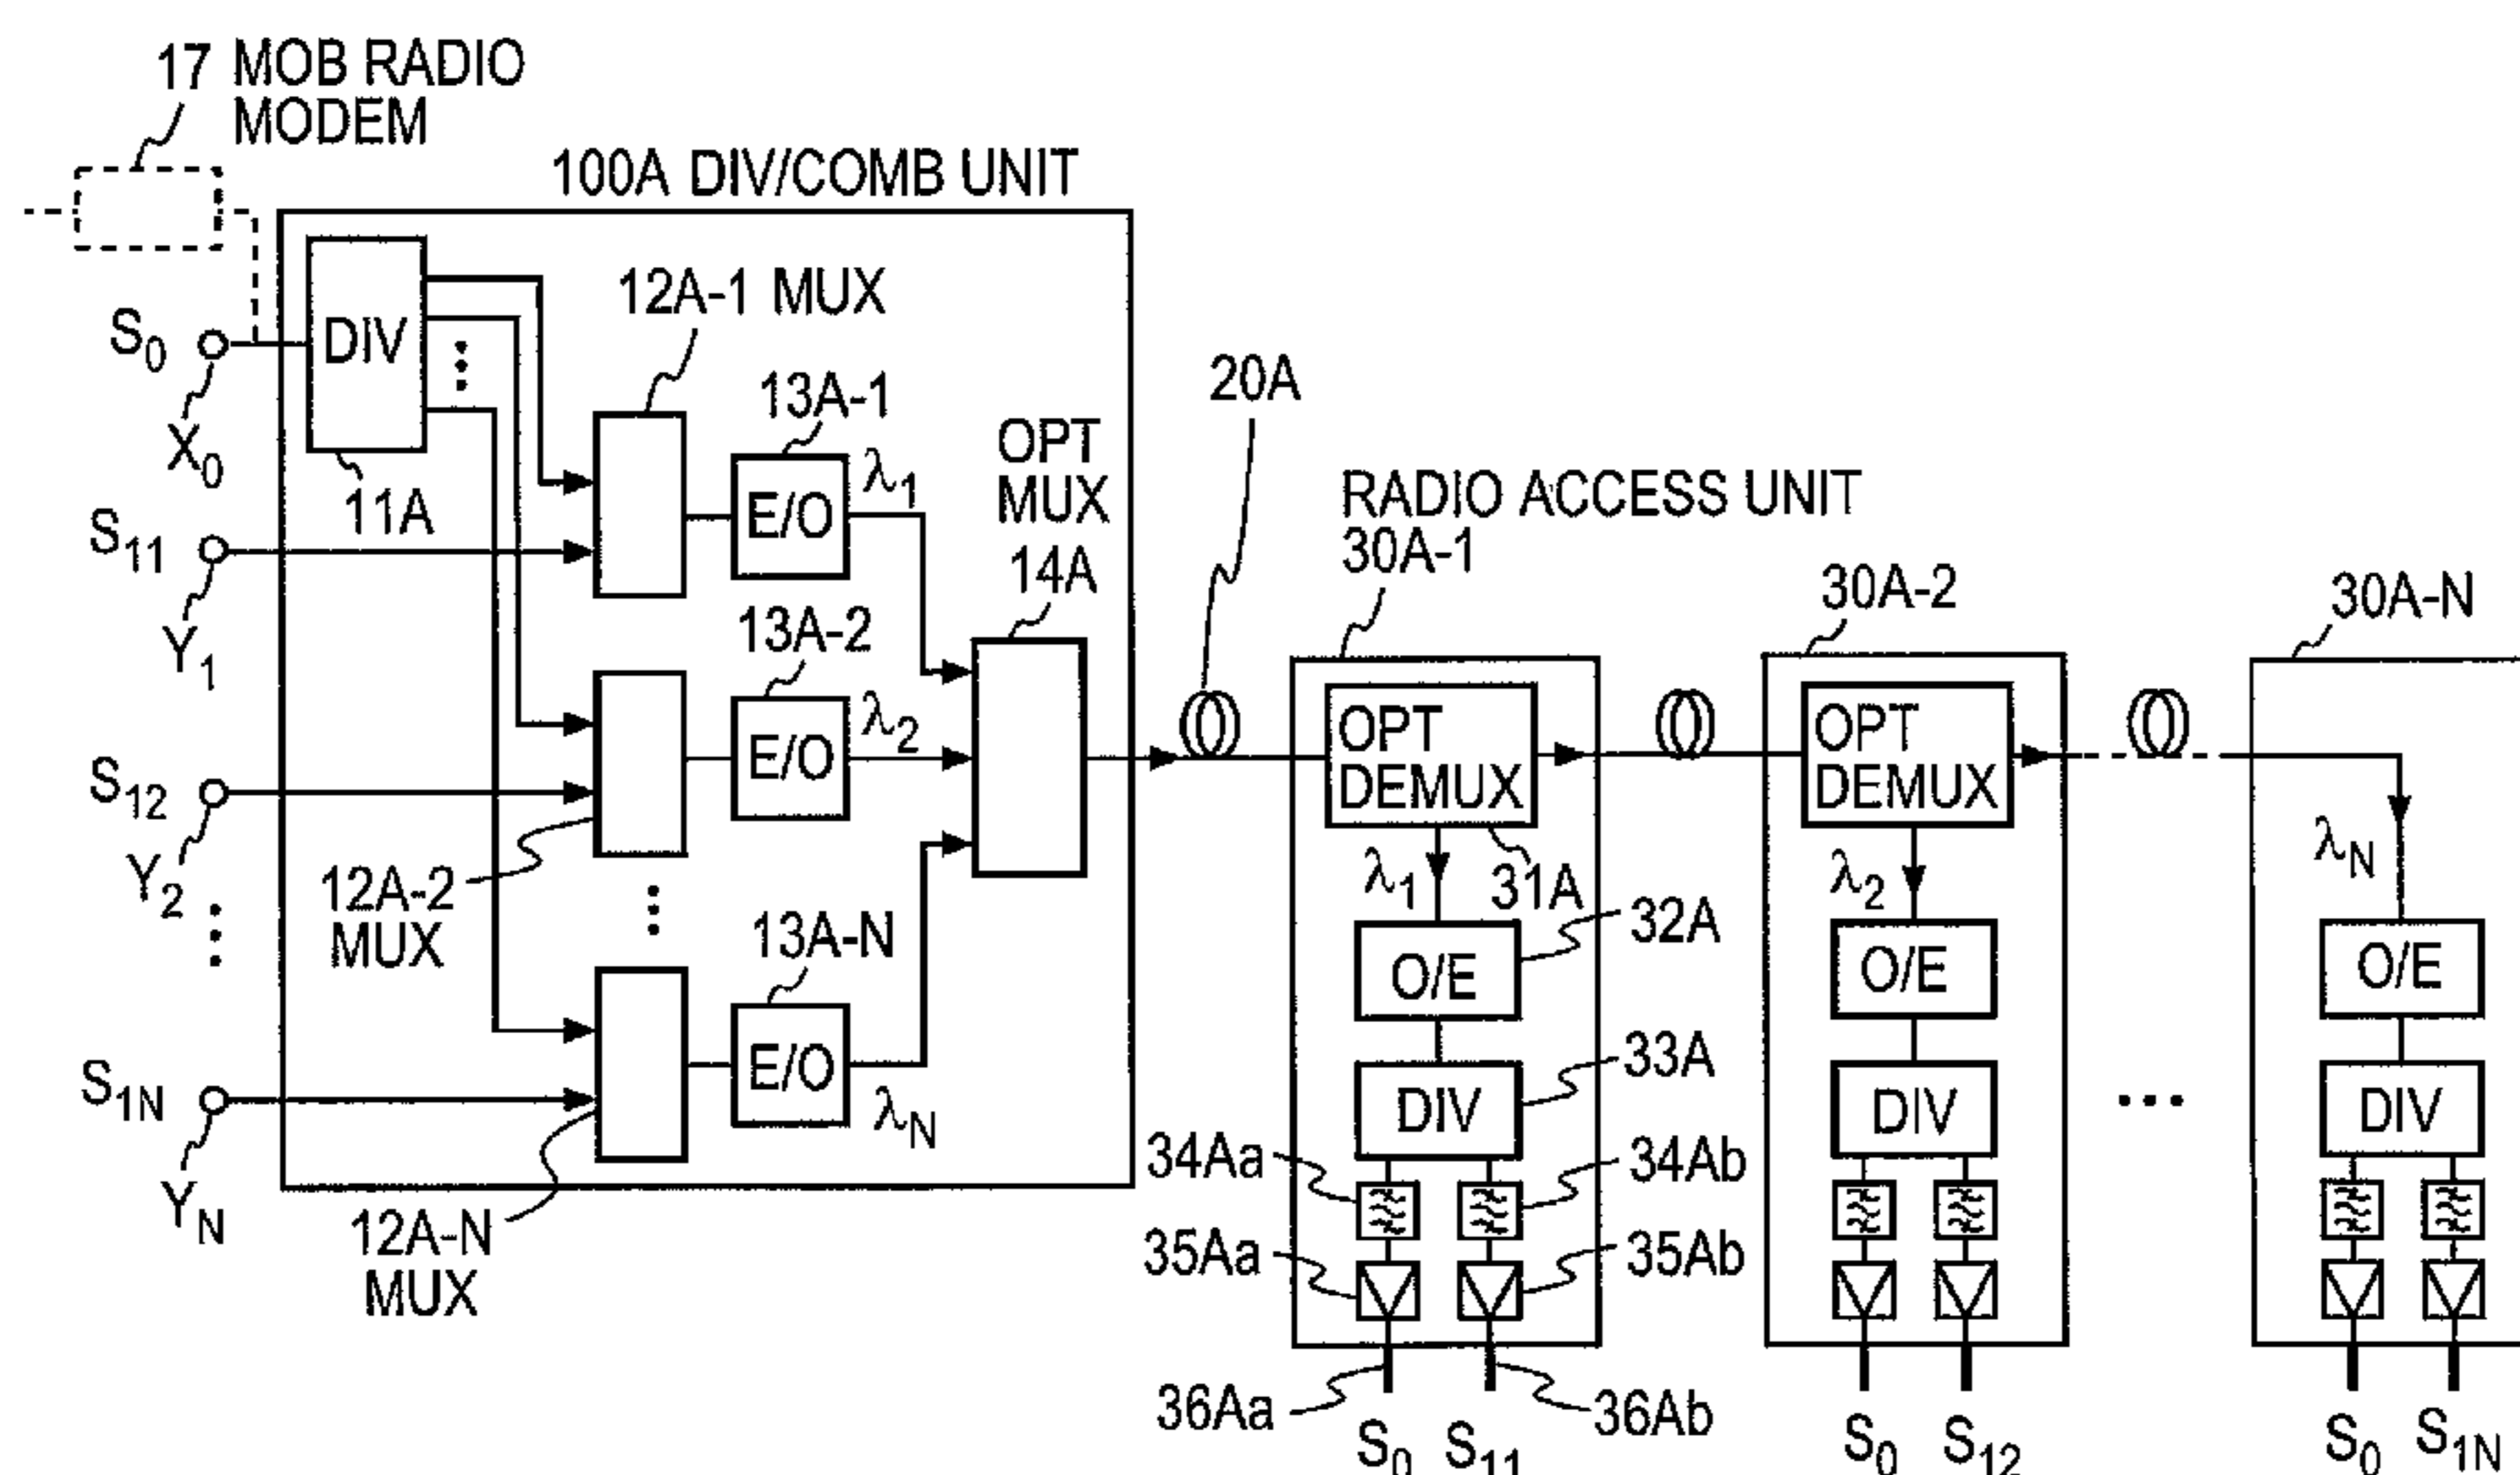 17 MOB RADIO
MODEM
100A DIV/COMB UNIT
S0
X0
DIV
11A
12A-1 MUX
13A-1
E/O
λ1
OPT
MUX
14A
S11
Y1
13A-2
E/O
λ2
S12
Y2
12A-2
MUX
13A-N
E/O
λN
S1N
YN
12A-N
MUX
20A
RADIO ACCESS UNIT
30A-1
OPT
DEMUX
31A
λ1
O/E
32A
DIV
33A
34Aa
34Ab
35Aa
35Ab
36Aa
36Ab
S0
S11
30A-2
OPT
DEMUX
λ2
O/E
DIV
S0
S12
30A-N
λN
O/E
DIV
S0
S1N